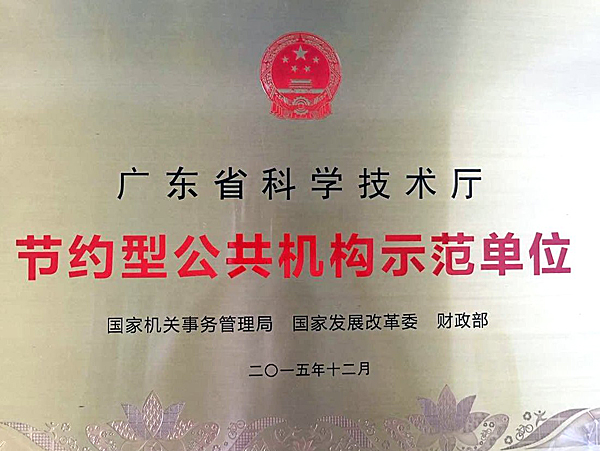 广东省科学技术厅
节约型公共机构示范单位
国家机关事务管理局 国家发展改革委 财政部
二〇一五年十二月